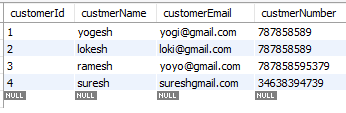 customerId custmerName customerEmail custmerNumber
1 yogesh yogi@gmail.com 787858589
2 lokesh loki@gmail.com 787858589
3 ramesh yoyo@gmail.com 787858595379
4 suresh sureshgmail.com 34638394739
NULL NULL NULL NULL